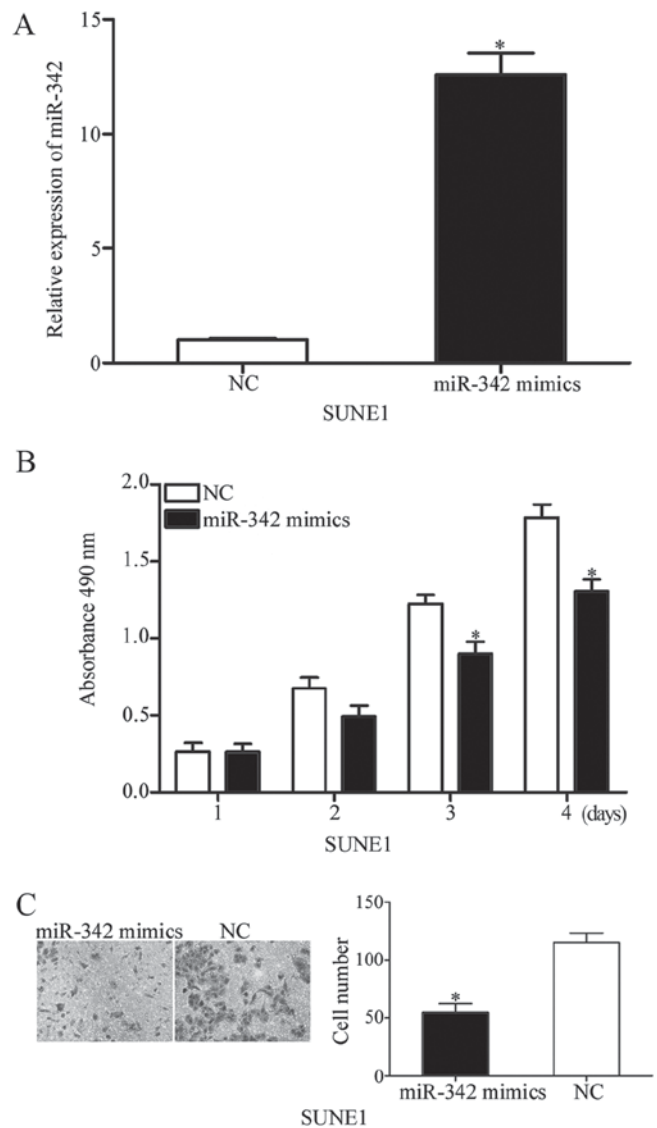 A
Relative expression of miR-342
15
10
5
0
*
NC
miR-342 mimics
SUNE1
B
Absorbance 490 nm
2.0
1.5
1.0
0.5
0.0
NC
miR-342 mimics
*
*
1 2 3 4 (days)
SUNE1
C
miR-342 mimics NC
Cell number
150
100
50
0
*
miR-342 mimics NC
SUNE1